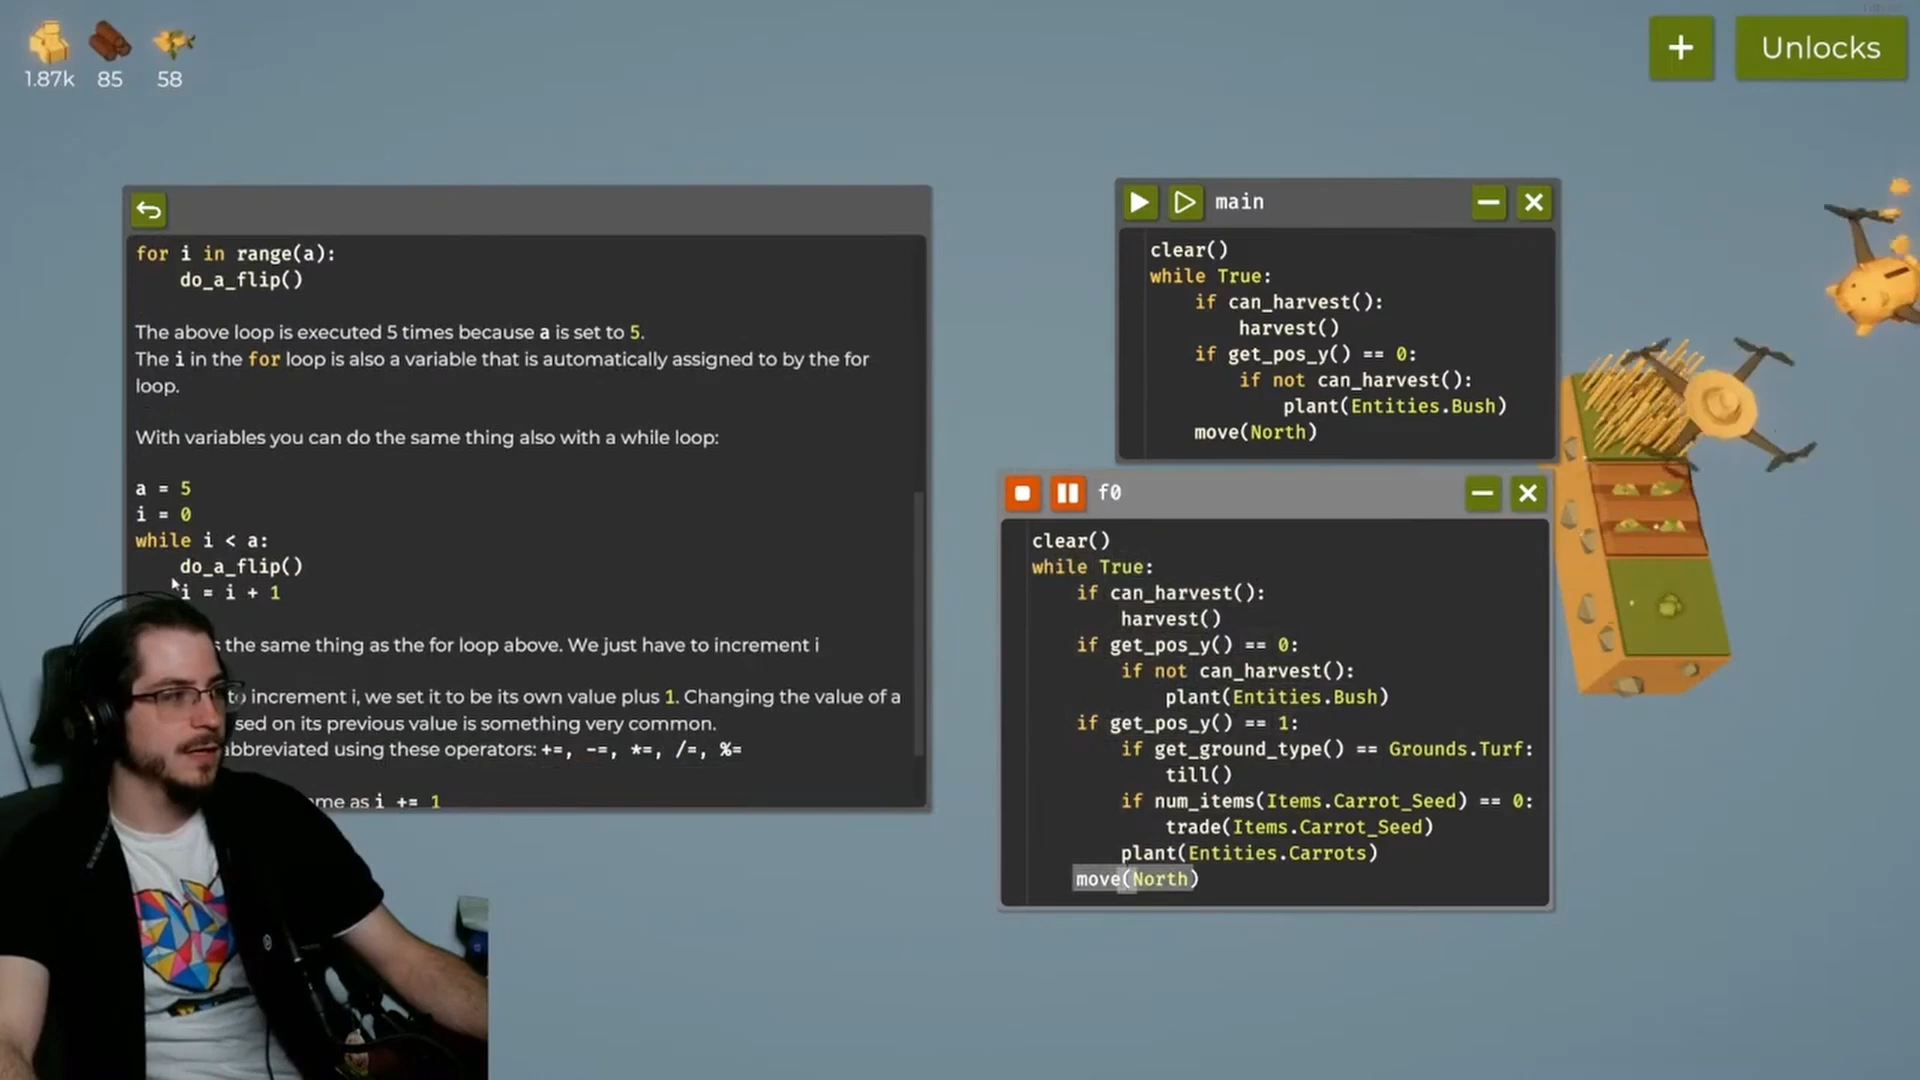 1.87k 85 58
+ Unlocks
for i in range(a):
do_a_flip()
The above loop is executed 5 times because a is set to 5.
The i in the for loop is also a variable that is automatically assigned to by the for
loop.
With variables you can do the same thing also with a while loop:
a = 5
i = 0
while i < a:
do_a_flip()
i = i + 1
s the same thing as the for loop above. We just have to increment i
to increment i, we set it to be its own value plus 1. Changing the value of a
sed on its previous value is something very common.
abbreviated using these operators: +=, -=, *=, /=, %=
me as i += 1
main
clear()
while True:
if can_harvest():
harvest()
if get_pos_y() == 0:
if not can_harvest():
plant(Entities.Bush)
move(North)
f0
clear()
while True:
if can_harvest():
harvest()
if get_pos_y() == 0:
if not can_harvest():
plant(Entities.Bush)
if get_pos_y() == 1:
if get_ground_type() == Grounds.Turf:
till()
if num_items(Items.Carrot_Seed) == 0:
trade(Items.Carrot_Seed)
plant(Entities.Carrots)
move(North)